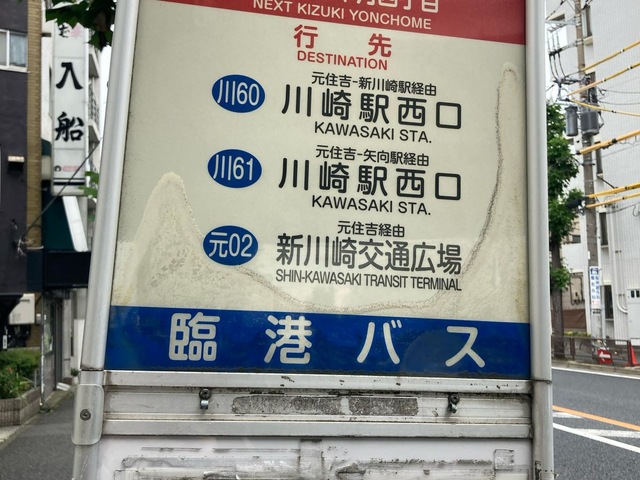 NEXT KIZUKI YONCHOME
行先
DESTINATION
川60
元住吉-新川崎駅経由
川崎駅西口
KAWASAKI STA.
川61
元住吉-矢向駅経由
川崎駅西口
KAWASAKI STA.
元02
元住吉経由
新川崎交通広場
SHIN-KAWASAKI TRANSIT TERMINAL
臨港バス
入船